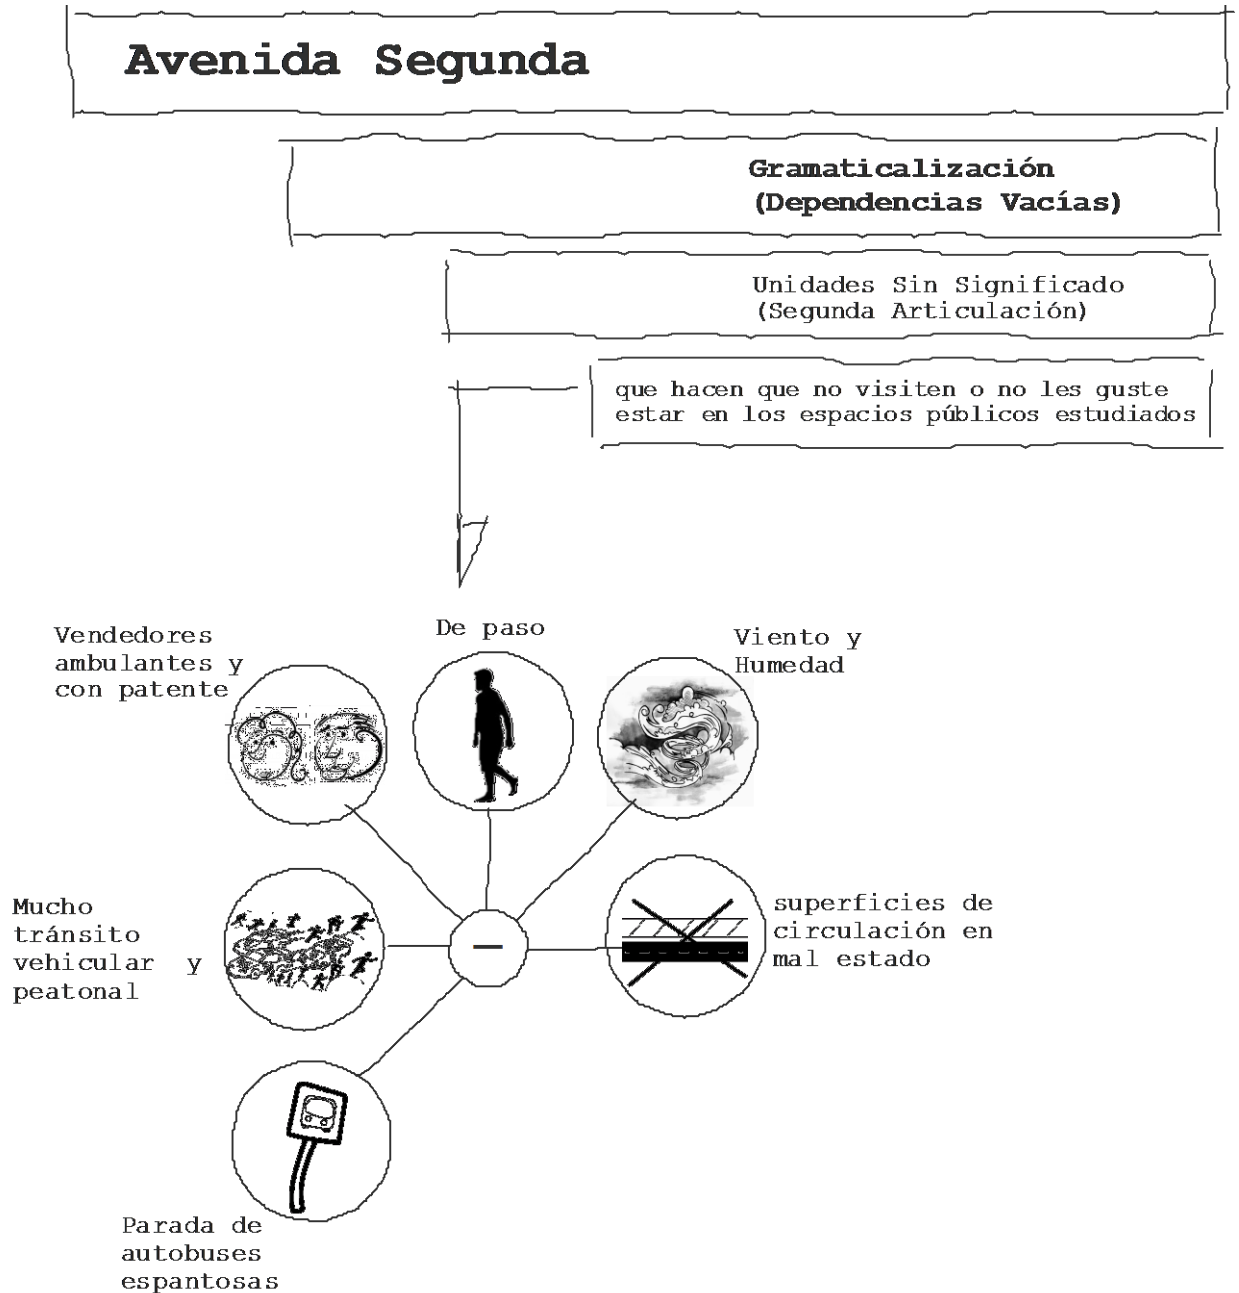 Avenida Segunda
Gramaticalización
(Dependencias Vacías)
Unidades Sin Significado
(Segunda Articulación)
que hacen que no visiten o no les guste
estar en los espacios públicos estudiados
Vendedores
ambulantes y
con patente
De paso
Viento y
Humedad
Mucho
tránsito
vehicular y
peatonal
—
superficies de
circulación en
mal estado
Parada de
autobuses
espantosas